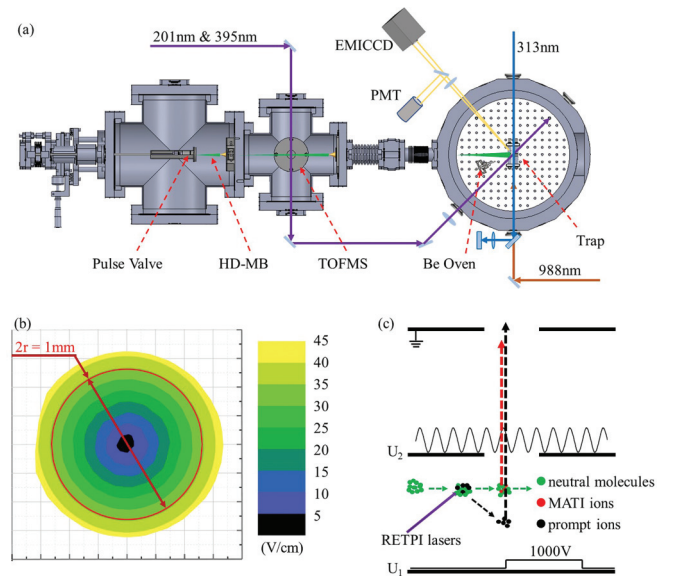 (a)
201nm & 395nm
EMICCD
313nm
PMT
Pulse Valve
HD-MB
TOFMS
Be Oven
Trap
988nm
(b)
2r = 1mm
45
40
35
30
25
20
15
10
5
(V/cm)
(c)
U2
neutral molecules
MATI ions
prompt ions
RETPI lasers
1000V
U1